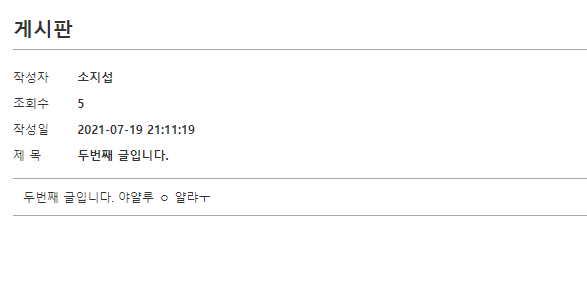 게시판
작성자 소지섭
조회수 5
작성일 2021-07-19 21:11:19
제 목 두번째 글입니다.
두번째 글입니다. 야얄루 ㅇ 얄랴ㅜ